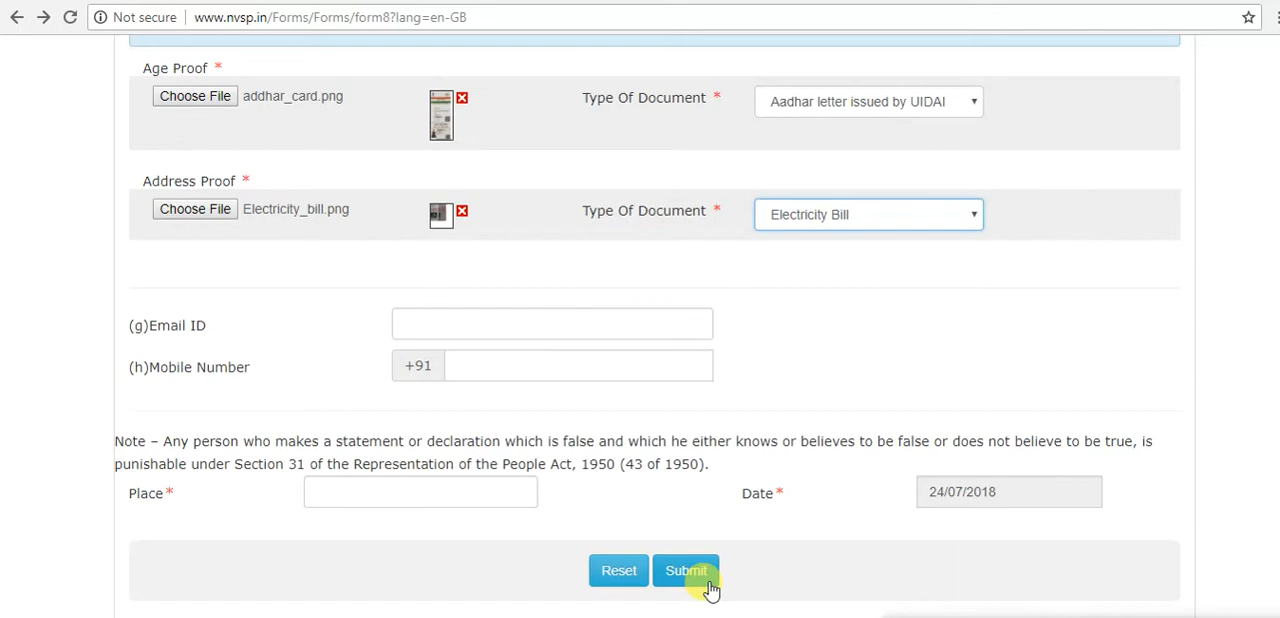 Not secure
www.nvsp.in/Forms/Forms/form8?lang=en-GB
Age Proof *
Choose File addhar_card.png Type Of Document * Aadhar letter issued by UIDAI
Address Proof *
Choose File Electricity_bill.png Type Of Document * Electricity Bill
(g)Email ID
(h)Mobile Number +91
Note – Any person who makes a statement or declaration which is false and which he either knows or believes to be false or does not believe to be true, is
punishable under Section 31 of the Representation of the People Act, 1950 (43 of 1950).
Place* Date* 24/07/2018
Reset Submit